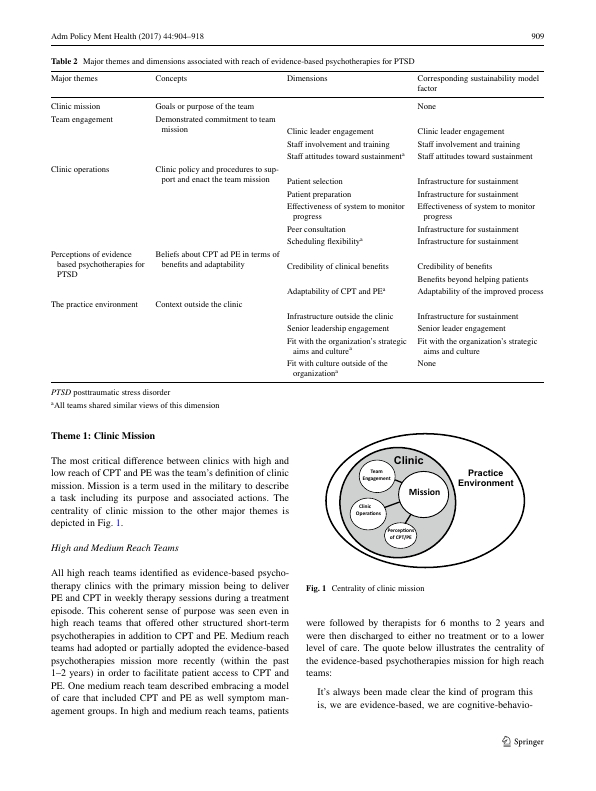 Adm Policy Ment Health (2017) 44:904–918 909
Table 2 Major themes and dimensions associated with reach of evidence-based psychotherapies for PTSD
Major themes Concepts Dimensions Corresponding sustainability model
factor
Clinic mission Goals or purpose of the team None
Team engagement Demonstrated commitment to team
mission
Clinic leader engagement Clinic leader engagement
Staff involvement and training Staff involvement and training
Staff attitudes toward sustainmentª Staff attitudes toward sustainment
Clinic operations Clinic policy and procedures to sup-
port and enact the team mission
Patient selection Infrastructure for sustainment
Patient preparation Infrastructure for sustainment
Effectiveness of system to monitor Effectiveness of system to monitor
progress progress
Peer consultation Infrastructure for sustainment
Scheduling flexibilityª Infrastructure for sustainment
Perceptions of evidence Beliefs about CPT ad PE in terms of
based psychotherapies for benefits and adaptability
PTSD
Credibility of clinical benefits Credibility of benefits
Benefits beyond helping patients
Adaptability of CPT and PEª Adaptability of the improved process
The practice environment Context outside the clinic
Infrastructure outside the clinic Infrastructure for sustainment
Senior leadership engagement Senior leader engagement
Fit with the organization's strategic Fit with the organization's strategic
aims and cultureª aims and culture
Fit with culture outside of the None
organizationª
PTSD posttraumatic stress disorder
ªAll teams shared similar views of this dimension
Theme 1: Clinic Mission
The most critical difference between clinics with high and
low reach of CPT and PE was the team's definition of clinic
mission. Mission is a term used in the military to describe
a task including its purpose and associated actions. The
centrality of clinic mission to the other major themes is
depicted in Fig. 1.
High and Medium Reach Teams
All high reach teams identified as evidence-based psycho-
therapy clinics with the primary mission being to deliver
PE and CPT in weekly therapy sessions during a treatment
episode. This coherent sense of purpose was seen even in
high reach teams that offered other structured short-term
psychotherapies in addition to CPT and PE. Medium reach
teams had adopted or partially adopted the evidence-based
psychotherapies mission more recently (within the past
1–2 years) in order to facilitate patient access to CPT and
PE. One medium reach team described embracing a model
of care that included CPT and PE as well symptom man-
agement groups. In high and medium reach teams, patients
Clinic
Team
Engagement
Mission
Clinic
Operations
Perceptions
of CPT/PE
Practice
Environment
Fig. 1 Centrality of clinic mission
were followed by therapists for 6 months to 2 years and
were then discharged to either no treatment or to a lower
level of care. The quote below illustrates the centrality of
the evidence-based psychotherapies mission for high reach
teams:
It's always been made clear the kind of program this
is, we are evidence-based, we are cognitive-behavio-
Springer